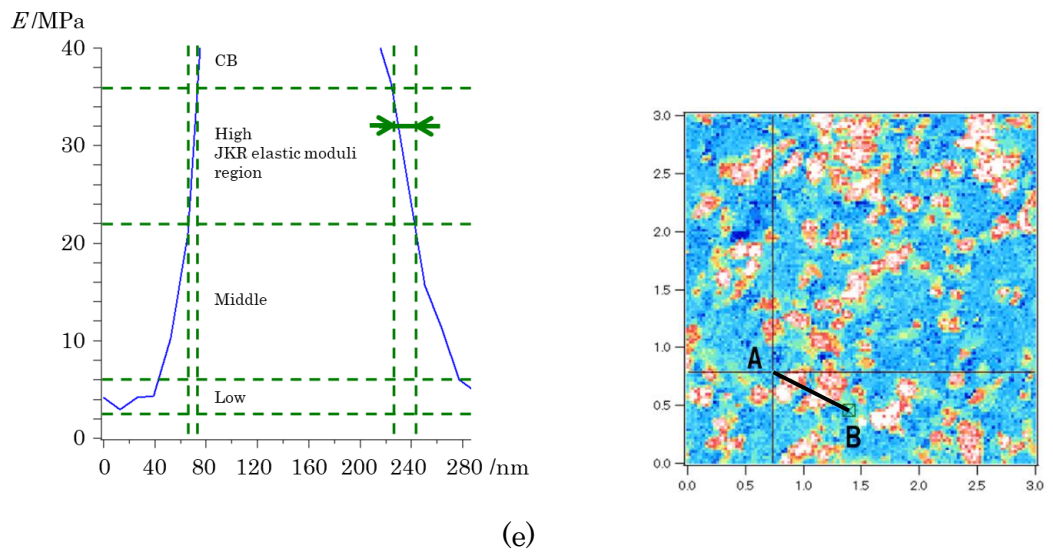 E/MPa
40
30
20
10
0
CB
High
JKR elastic moduli
region
Middle
Low
0 40 80 120 160 200 240 280 /nm
3.0
2.5
2.0
1.5
1.0
0.5
0.0
A
B
0.0 0.5 1.0 1.5 2.0 2.5 3.0
(e)